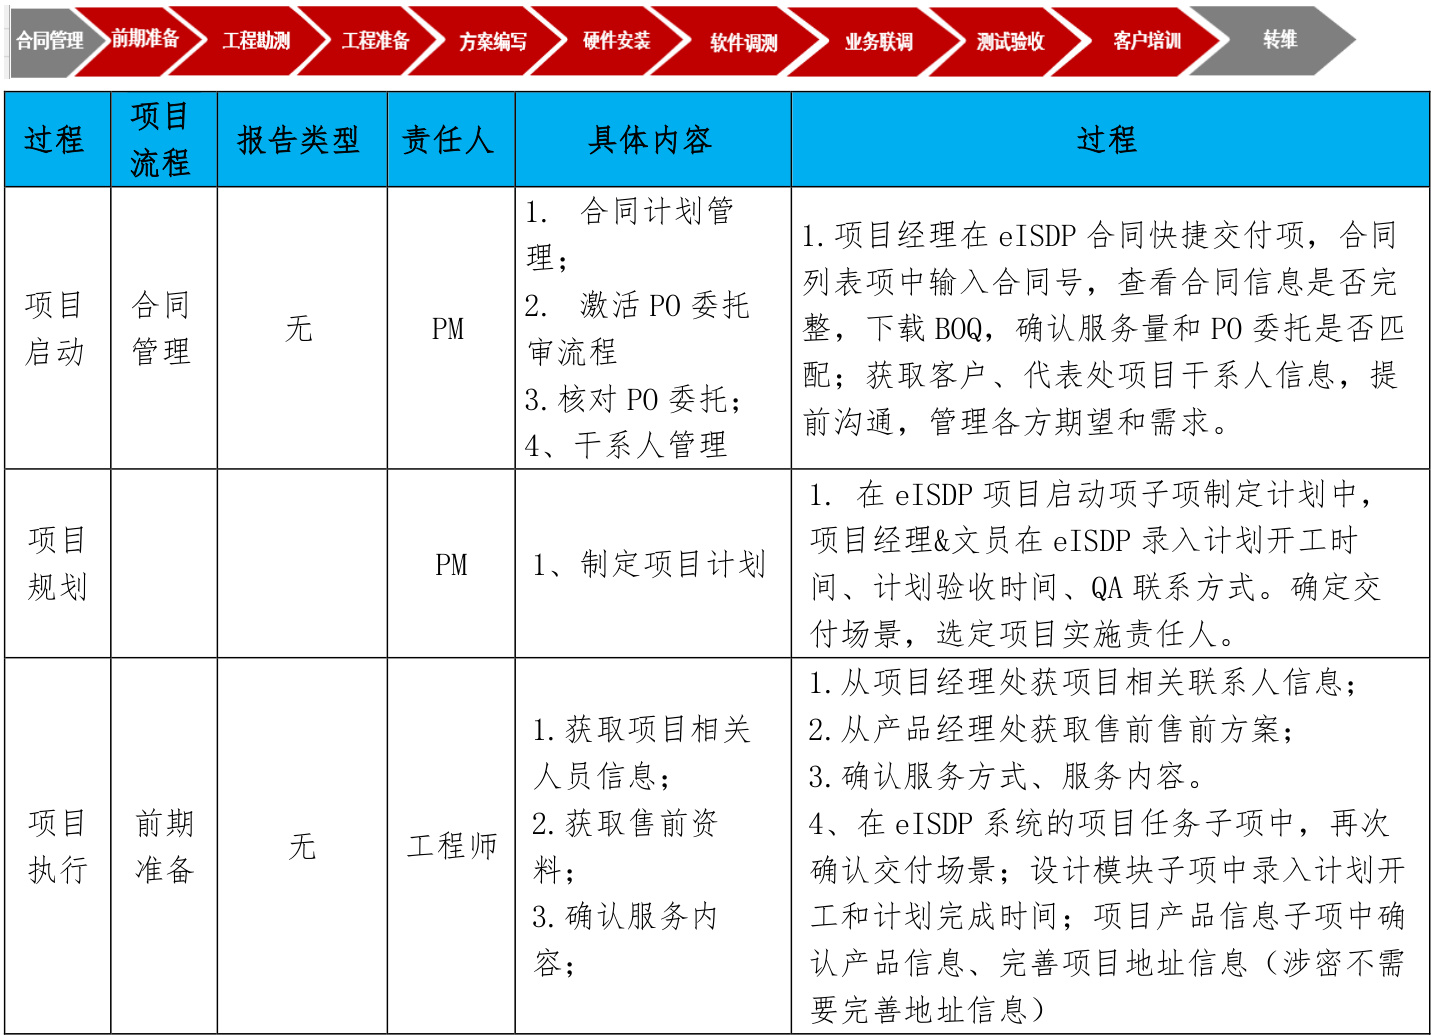 合同管理 前期准备 工程勘测 工程准备 方案编写 硬件安装 软件调测 业务联调 测试验收 客户培训 转维
过程
项目
流程
报告类型
责任人
具体内容
过程
项目
启动
合同
管理
无
PM
1. 合同计划管
理；
2. 激活 PO 委托
审流程
3.核对 PO 委托；
4、干系人管理
1.项目经理在 eISDP 合同快捷交付项，合同
列表项中输入合同号，查看合同信息是否完
整，下载 BOQ，确认服务量和 PO 委托是否匹
配；获取客户、代表处项目干系人信息，提
前沟通，管理各方期望和需求。
项目
规划
PM
1、制定项目计划
1. 在 eISDP 项目启动项子项制定计划中，
项目经理&文员在 eISDP 录入计划开工时
间、计划验收时间、QA 联系方式。确定交
付场景，选定项目实施责任人。
项目
执行
前期
准备
无
工程师
1.获取项目相关
人员信息；
2.获取售前资
料；
3.确认服务内
容；
1.从项目经理处获项目相关联系人信息；
2.从产品经理处获取售前售前方案；
3.确认服务方式、服务内容。
4、在 eISDP 系统的项目任务子项中，再次
确认交付场景；设计模块子项中录入计划开
工和计划完成时间；项目产品信息子项中确
认产品信息、完善项目地址信息（涉密不需
要完善地址信息）